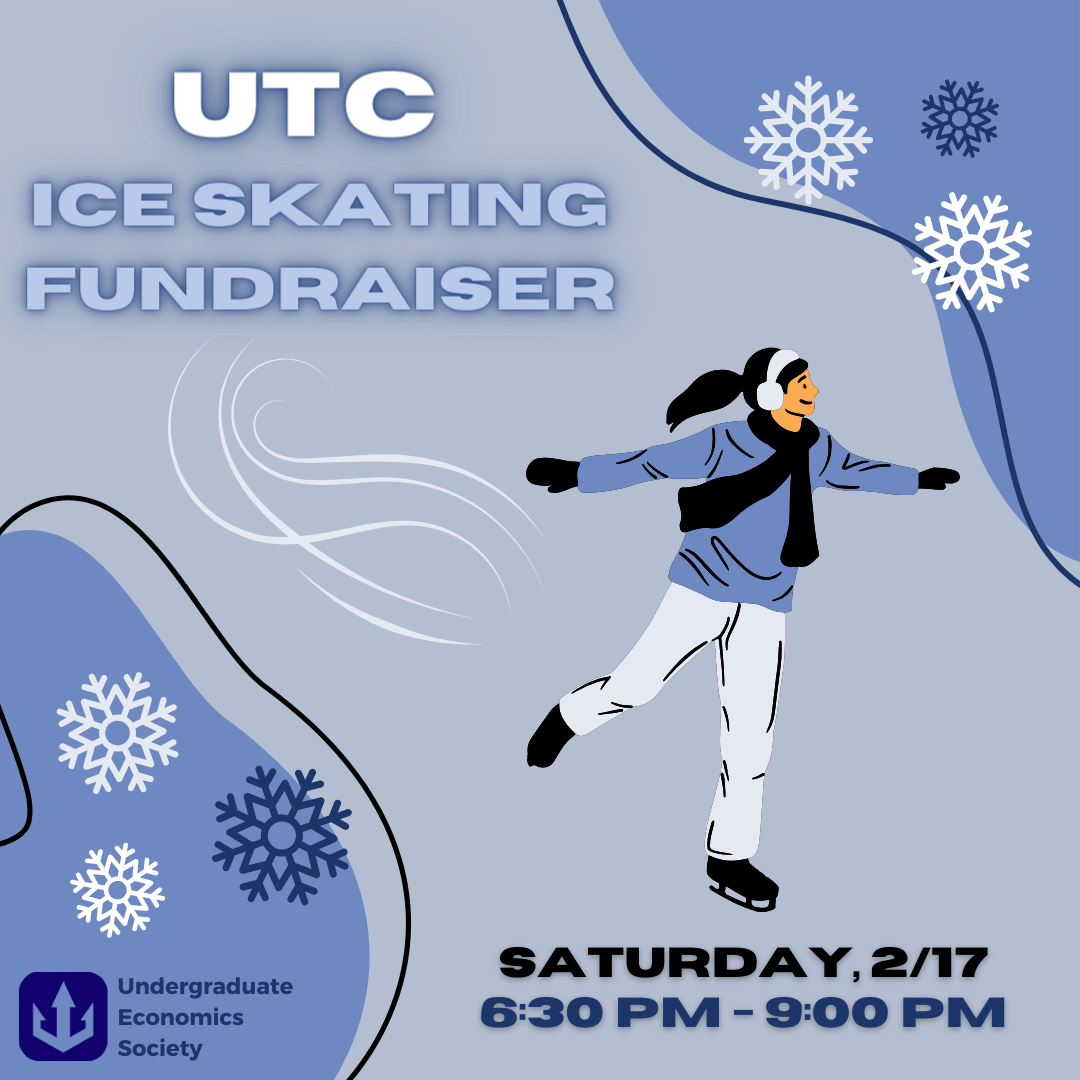 UTC
ICE SKATING
FUNDRAISER
SATURDAY, 2/17
6:30 PM - 9:00 PM
Undergraduate
Economics
Society